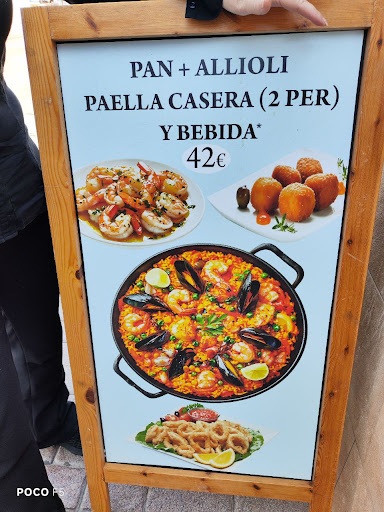 PAN + ALLIOLI
PAELLA CASERA (2 PER)
Y BEBIDA*
42€
POCO F5